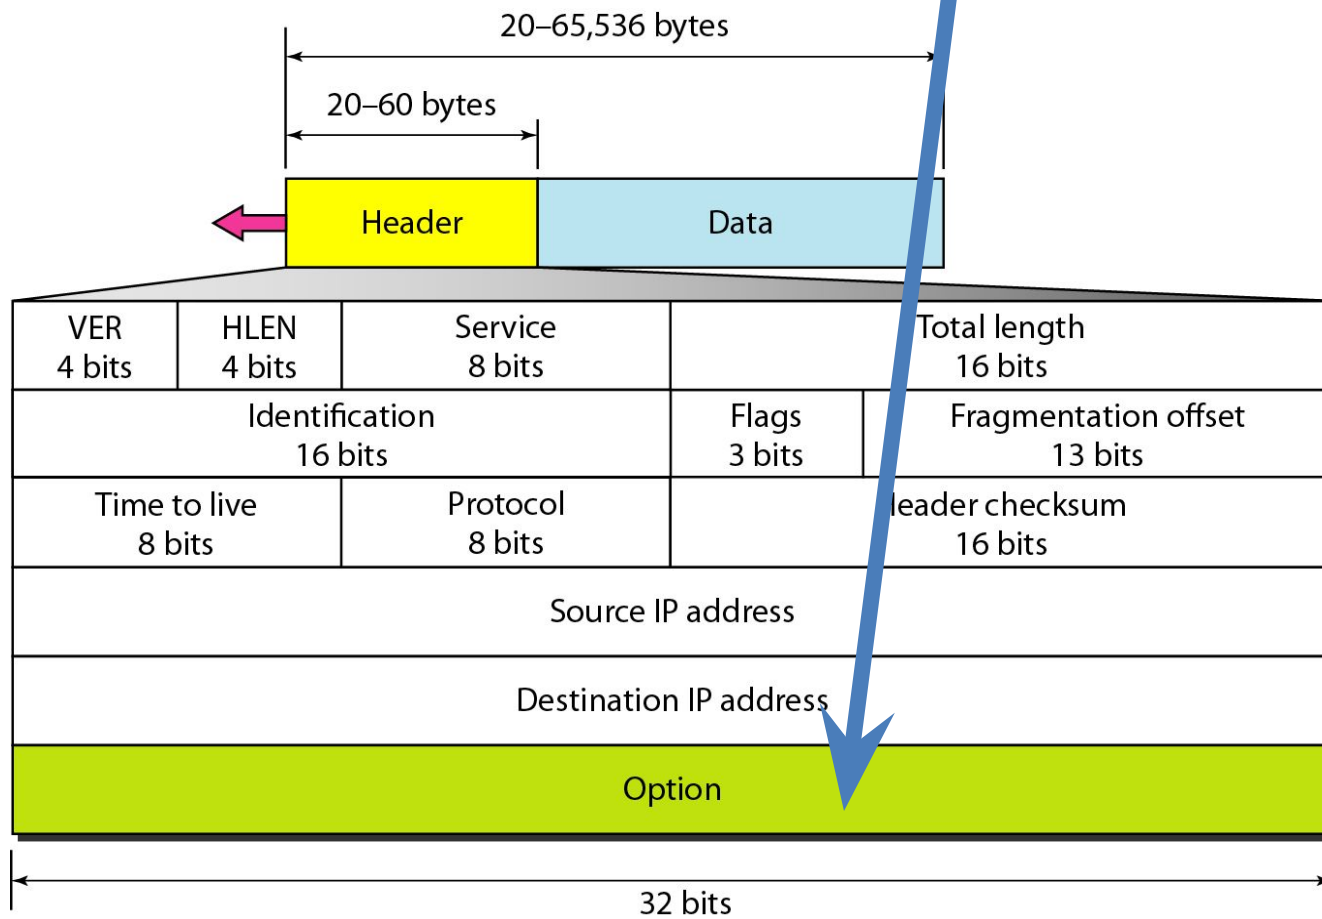 20–65,536 bytes
20–60 bytes
Header
Data
VER
4 bits
HLEN
4 bits
Service
8 bits
Total length
16 bits
Identification
16 bits
Flags
3 bits
Fragmentation offset
13 bits
Time to live
8 bits
Protocol
8 bits
eader checksum
16 bits
Source IP address
Destination IP address
Option
32 bits